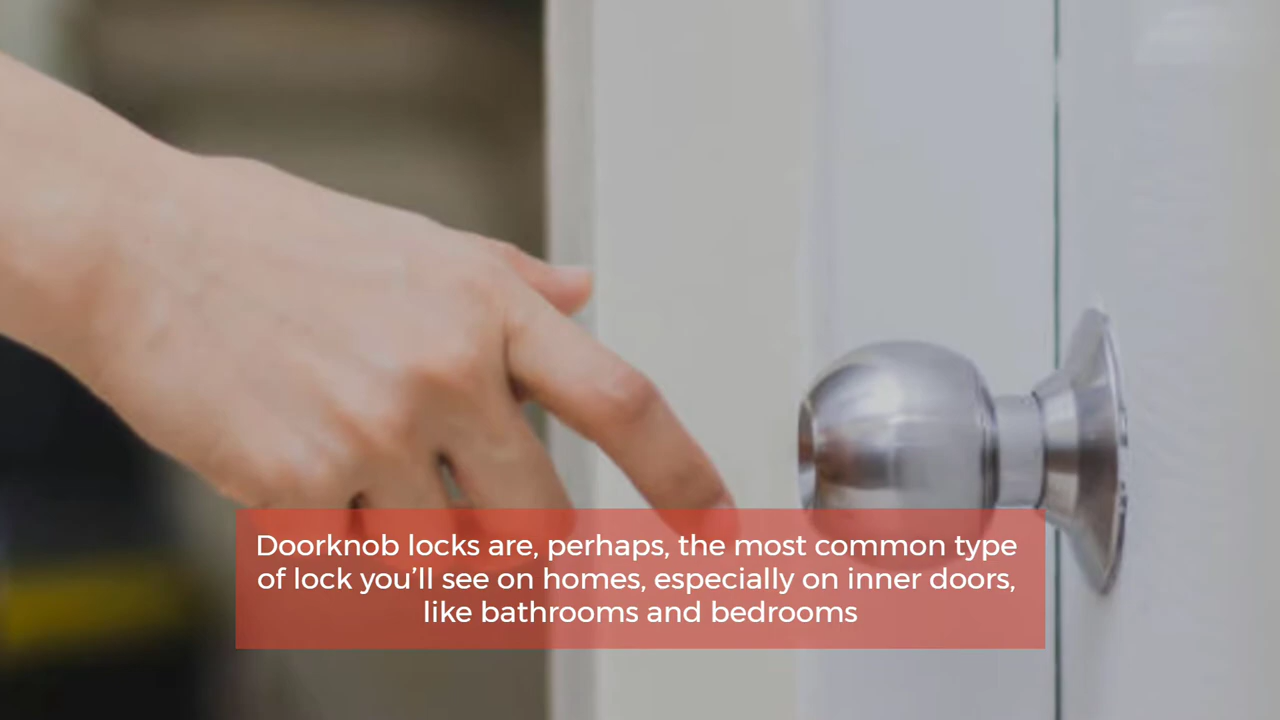 Doorknob locks are, perhaps, the most common type
of lock you’ll see on homes, especially on inner doors,
like bathrooms and bedrooms